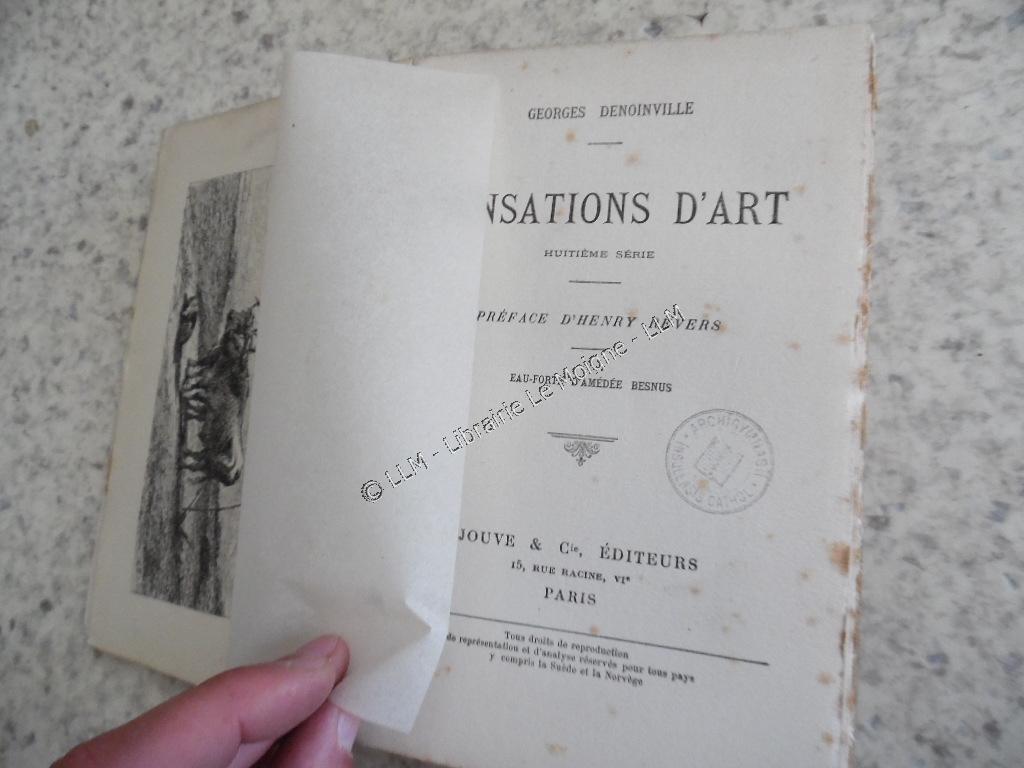 GEORGES DENOINVILLE
NSATIONS D'ART
HUITIÈME SÉRIE
PRÉFACE D'HENRY
EAU-FORTE D'AMÉDÉE BESNUS
© LLM - Librairie Le Moigne - LLM
JOUVE & Cie, ÉDITEURS
15, RUE RACINE, VIe
PARIS
Tous droits de reproduction
de représentation et d'analyse réservés pour tous pays
y compris la Suède et la Norvège